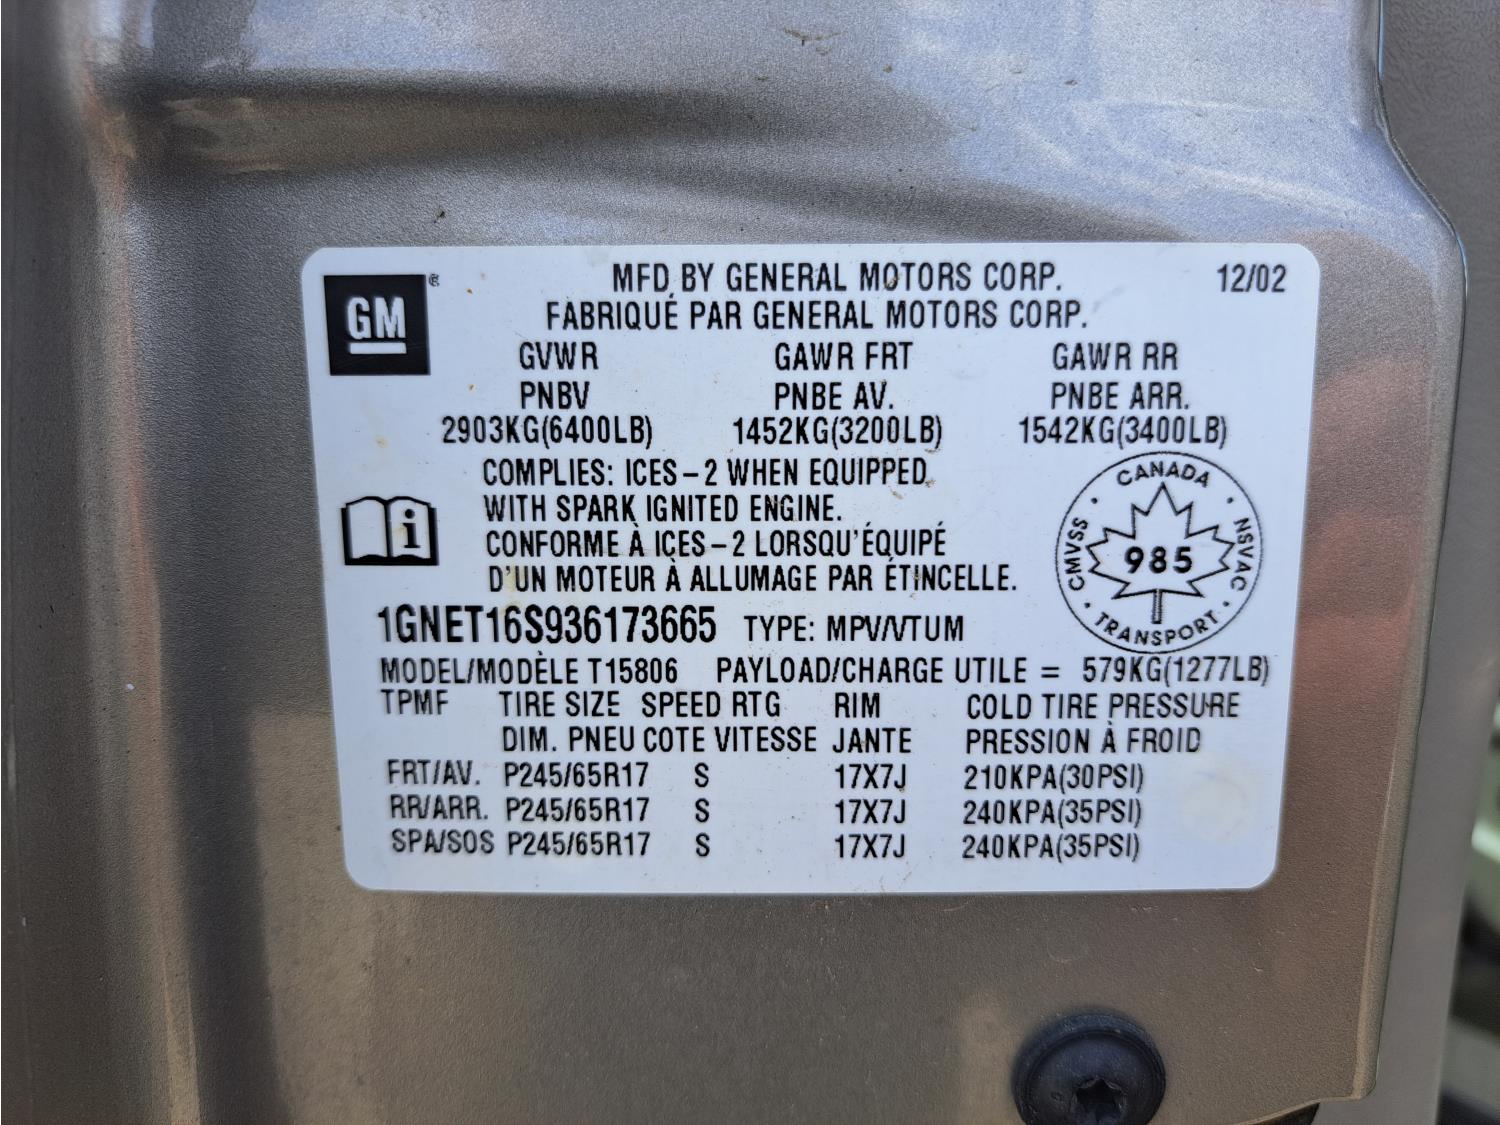 GM®
MFD BY GENERAL MOTORS CORP. 12/02
FABRIQUÉ PAR GENERAL MOTORS CORP.
GVWR GAWR FRT GAWR RR
PNBV PNBE AV. PNBE ARR.
2903KG(6400LB) 1452KG(3200LB) 1542KG(3400LB)
COMPLIES: ICES-2 WHEN EQUIPPED
WITH SPARK IGNITED ENGINE.
CONFORME À ICES-2 LORSQU'ÉQUIPÉ
D'UN MOTEUR À ALLUMAGE PAR ÉTINCELLE.
i
CANADA
CMVSS 985 NSVAC
TRANSPORT
1GNET16S936173665 TYPE: MPV/VTUM
MODEL/MODÈLE T15806 PAYLOAD/CHARGE UTILE = 579KG(1277LB)
TPMF TIRE SIZE SPEED RTG RIM COLD TIRE PRESSURE
DIM. PNEU COTE VITESSE JANTE PRESSION À FROID
FRT/AV. P245/65R17 S 17X7J 210KPA(30PSI)
RR/ARR. P245/65R17 S 17X7J 240KPA(35PSI)
SPA/SOS P245/65R17 S 17X7J 240KPA(35PSI)